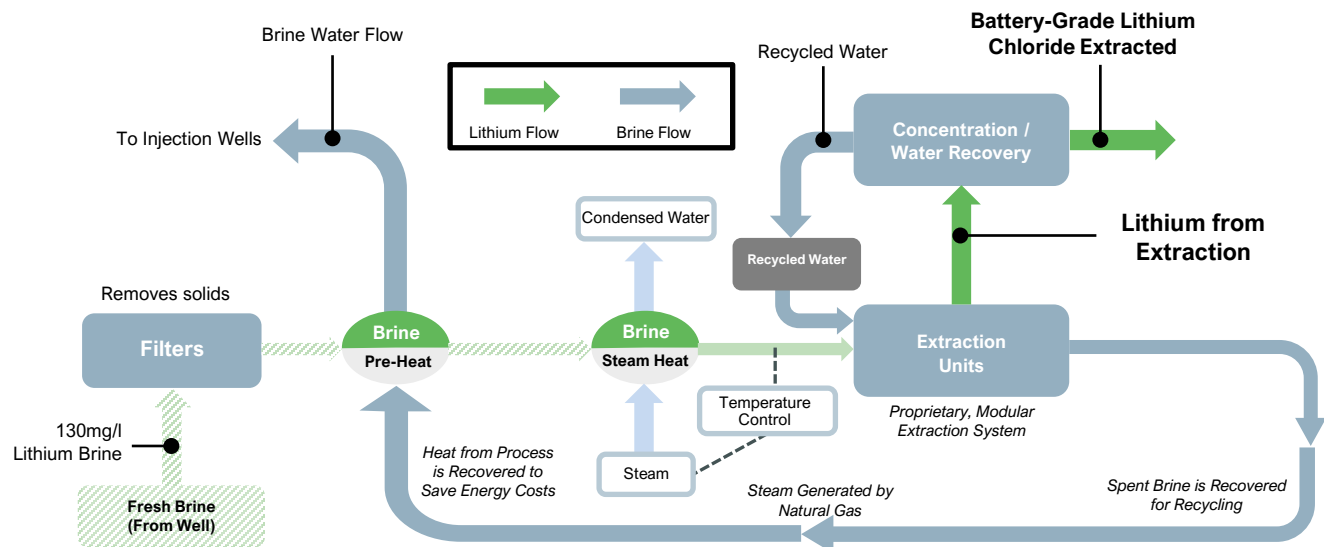 Brine Water Flow
To Injection Wells
Lithium Flow
Brine Flow
Recycled Water
Battery-Grade Lithium
Chloride Extracted
Concentration /
Water Recovery
Condensed Water
Recycled Water
Lithium from
Extraction
Removes solids
Filters
Brine
Pre-Heat
Brine
Steam Heat
Extraction
Units
Temperature
Control
Proprietary, Modular
Extraction System
130mg/l
Lithium Brine
Heat from Process
is Recovered to
Save Energy Costs
Steam
Fresh Brine
(From Well)
Steam Generated by
Natural Gas
Spent Brine is Recovered
for Recycling